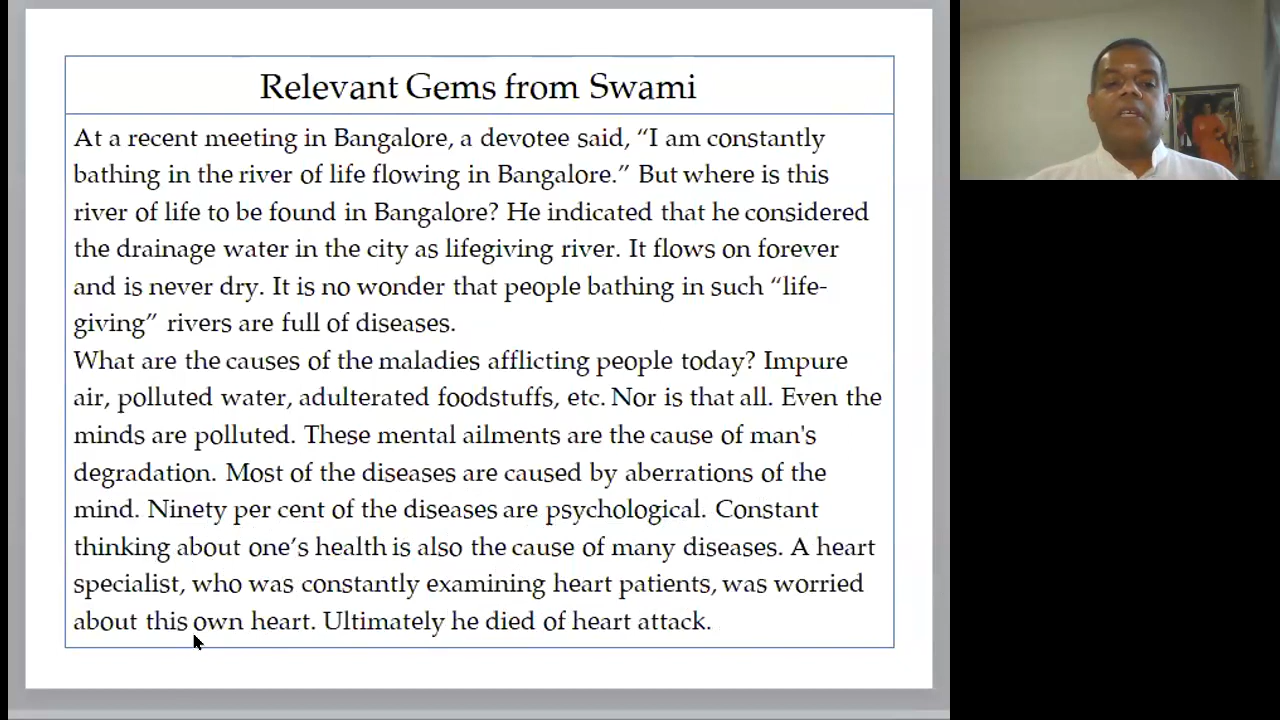 Relevant Gems from Swami
At a recent meeting in Bangalore, a devotee said, “I am constantly
bathing in the river of life flowing in Bangalore.” But where is this
river of life to be found in Bangalore? He indicated that he considered
the drainage water in the city as lifegiving river. It flows on forever
and is never dry. It is no wonder that people bathing in such “life-
giving” rivers are full of diseases.
What are the causes of the maladies afflicting people today? Impure
air, polluted water, adulterated foodstuffs, etc. Nor is that all. Even the
minds are polluted. These mental ailments are the cause of man's
degradation. Most of the diseases are caused by aberrations of the
mind. Ninety per cent of the diseases are psychological. Constant
thinking about one’s health is also the cause of many diseases. A heart
specialist, who was constantly examining heart patients, was worried
about this own heart. Ultimately he died of heart attack.